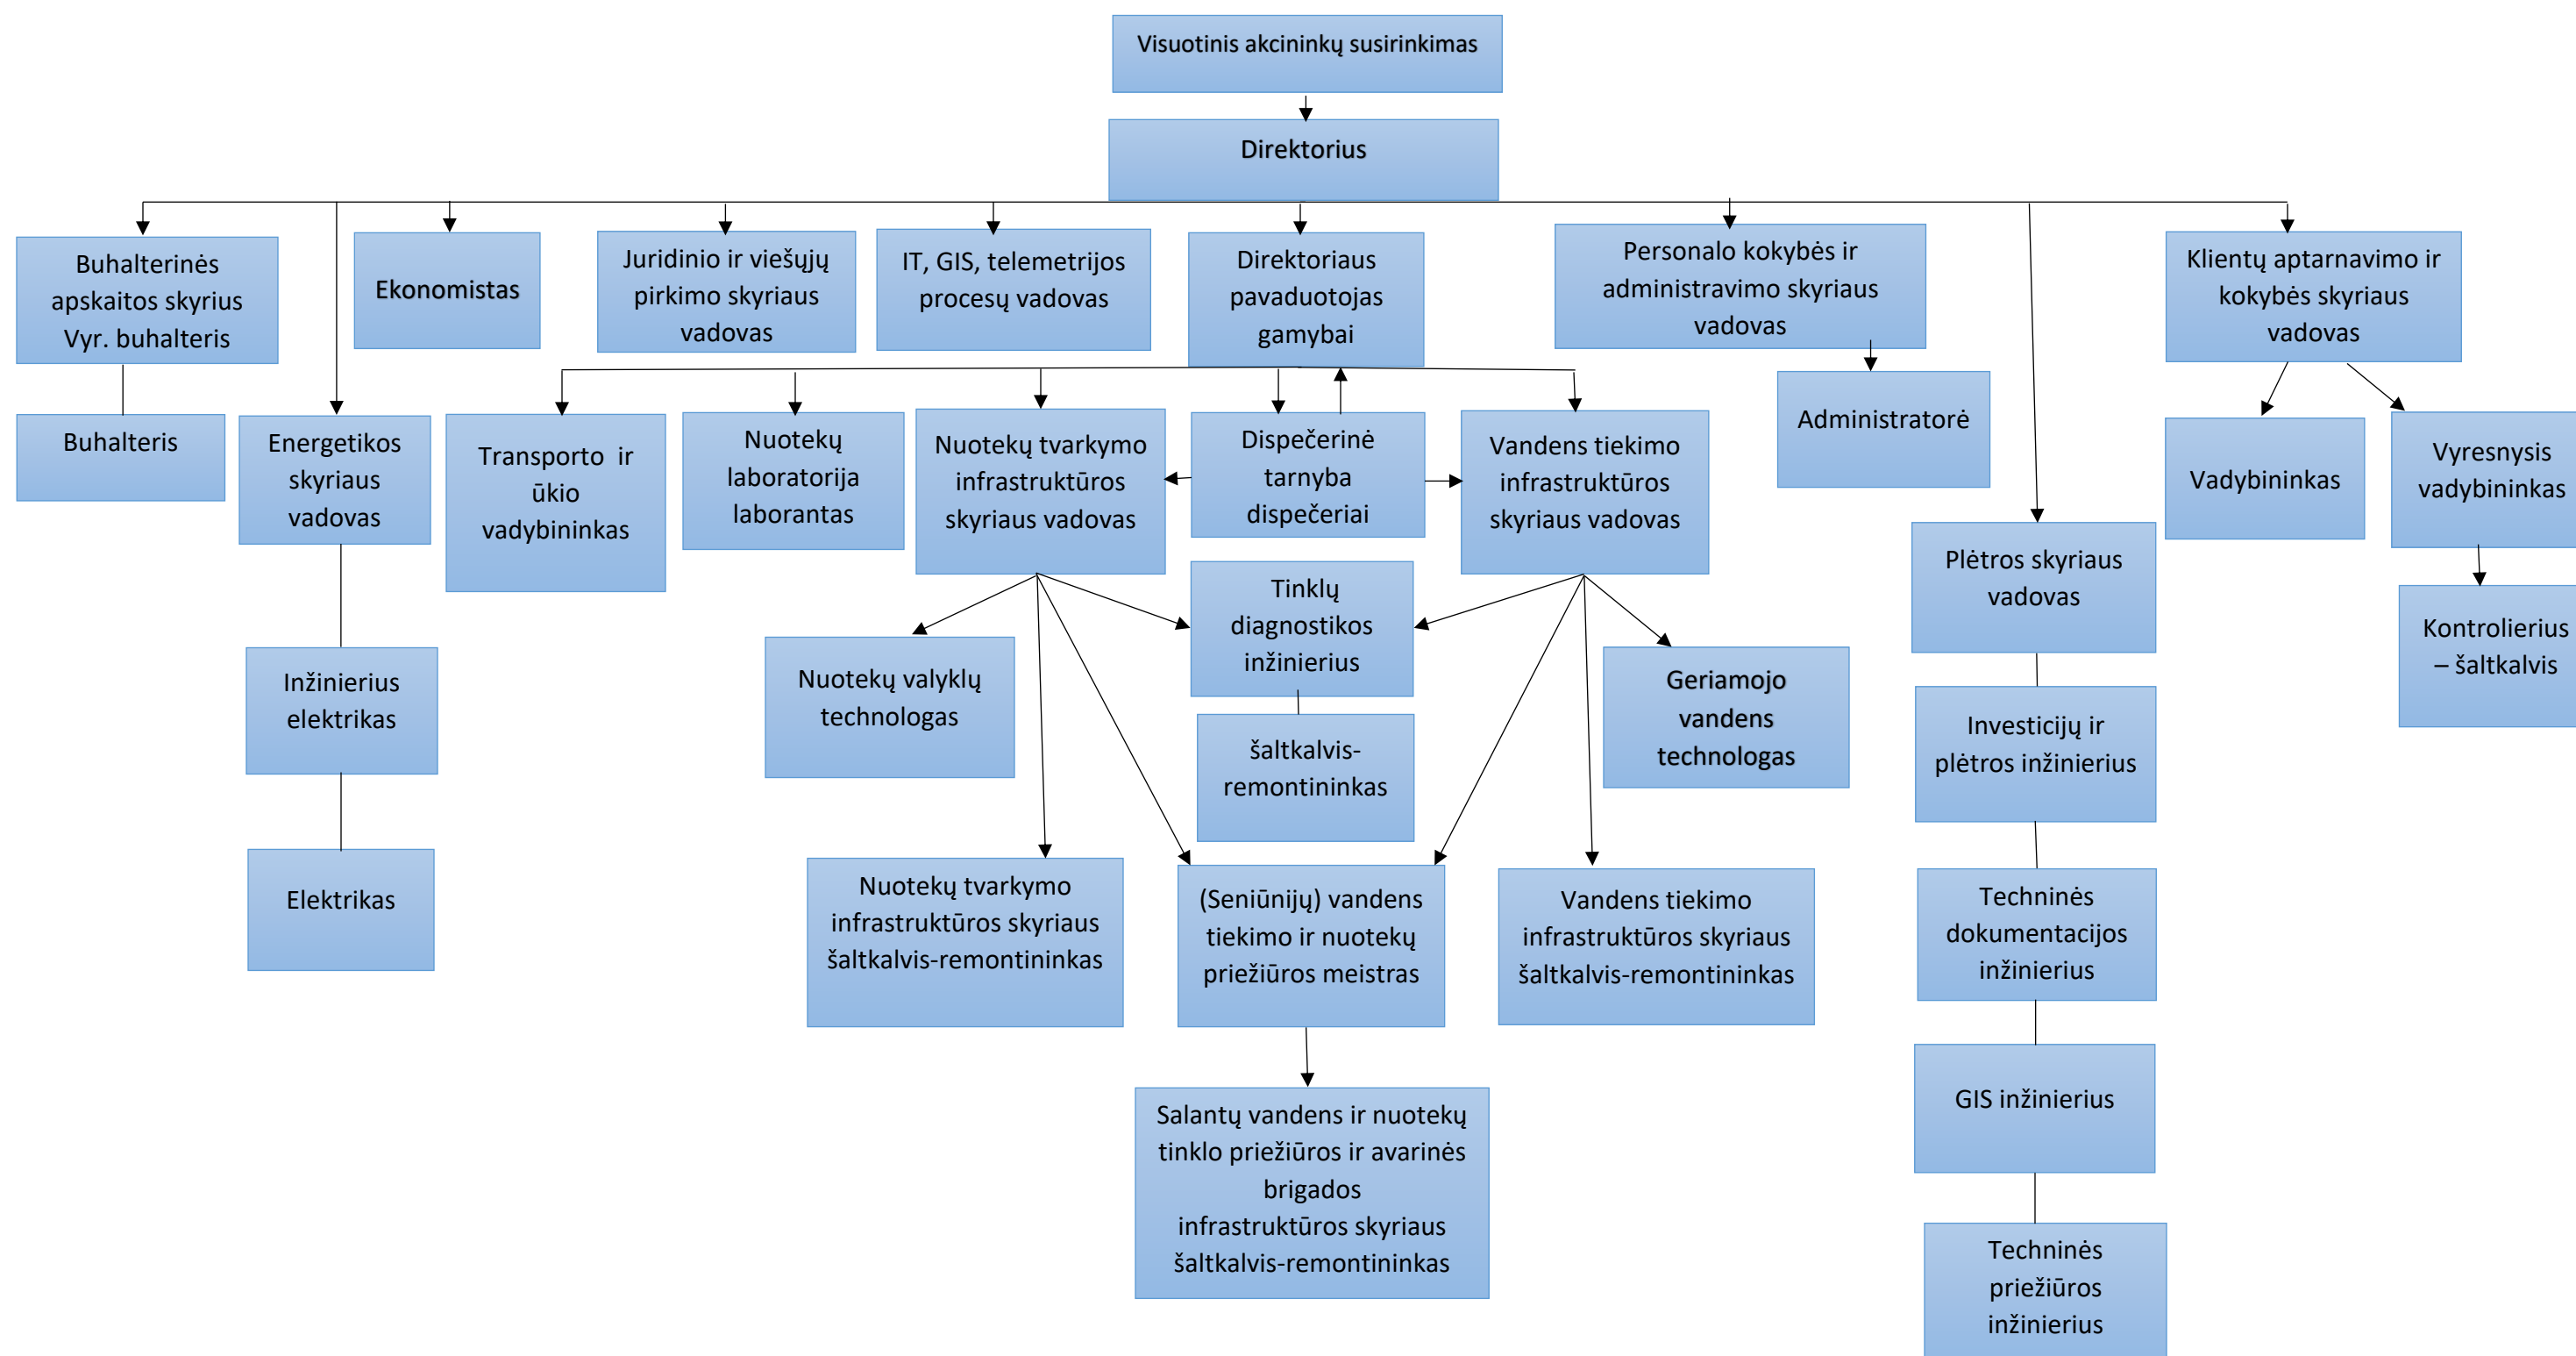 Visuotinis akcininkų susirinkimas
Direktorius
Buhalterinės
apskaitos skyrius
Vyr. buhalteris
Ekonomistas
Juridinio ir viešųjų
pirkimo skyriaus
vadovas
IT, GIS, telemetrijos
procesų vadovas
Direktoriaus
pavaduotojas
gamybai
Personalo kokybės ir
administravimo skyriaus
vadovas
Klientų aptarnavimo ir
kokybės skyriaus
vadovas
Buhalteris
Energetikos
skyriaus
vadovas
Transporto ir
ūkio
vadybininkas
Nuotekų
laboratorija
laborantas
Nuotekų tvarkymo
infrastruktūros
skyriaus vadovas
Dispečerinė
tarnyba
dispečeriai
Vandens tiekimo
infrastruktūros
skyriaus vadovas
Administratorė
Vadybininkas
Vyresnysis
vadybininkas
Plėtros skyriaus
vadovas
Tinklų
diagnostikos
inžinierius
Kontrolierius
– šaltkalvis
Inžinierius
elektrikas
Nuotekų valyklų
technologas
Geriamojo
vandens
technologas
šaltkalvis-
remontininkas
Investicijų ir
plėtros inžinierius
Elektrikas
Nuotekų tvarkymo
infrastruktūros skyriaus
šaltkalvis-remontininkas
(Seniūnijų) vandens
tiekimo ir nuotekų
priežiūros meistras
Vandens tiekimo
infrastruktūros skyriaus
šaltkalvis-remontininkas
Techninės
dokumentacijos
inžinierius
GIS inžinierius
Salantų vandens ir nuotekų
tinklo priežiūros ir avarinės
brigados
infrastruktūros skyriaus
šaltkalvis-remontininkas
Techninės
priežiūros
inžinierius